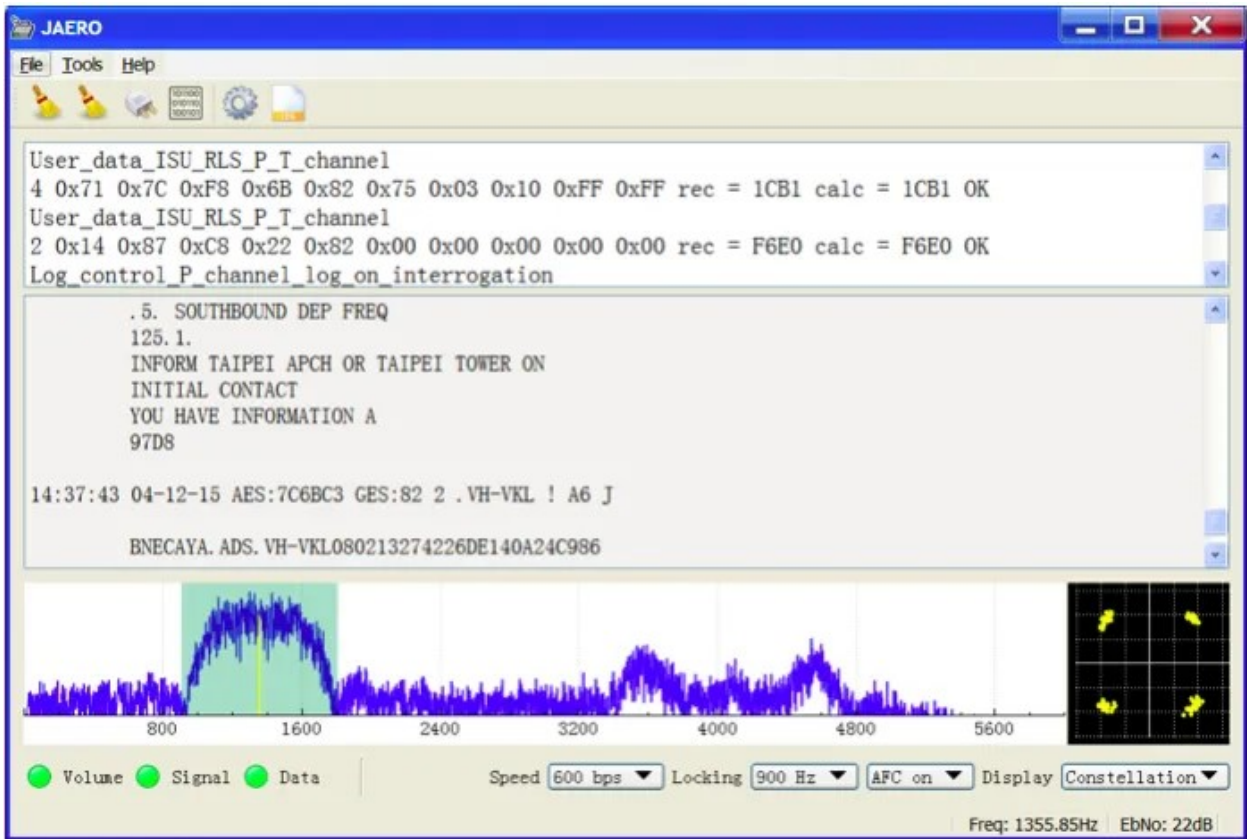 JAERO
File Tools Help
User_data_ISU_RLS_P_T_channel
4 0x71 0x7C 0xF8 0x6B 0x82 0x75 0x03 0x10 0xFF 0xFF rec = 1CB1 calc = 1CB1 OK
User_data_ISU_RLS_P_T_channel
2 0x14 0x87 0xC8 0x22 0x82 0x00 0x00 0x00 0x00 0x00 rec = F6E0 calc = F6E0 OK
Log_control_P_channel_log_on_interrogation
.5. SOUTHBOUND DEP FREQ
125.1.
INFORM TAIPEI APCH OR TAIPEI TOWER ON
INITIAL CONTACT
YOU HAVE INFORMATION A
97D8
14:37:43 04-12-15 AES:7C6BC3 GES:82 2 .VH-VKL ! A6 J
BNECAYA.ADS.VH-VKL080213274226DE140A24C986
800 1600 2400 3200 4000 4800 5600
Volume Signal Data Speed 600 bps Locking 900 Hz AFC on Display Constellation
Freq: 1355.85Hz EbNo: 22dB